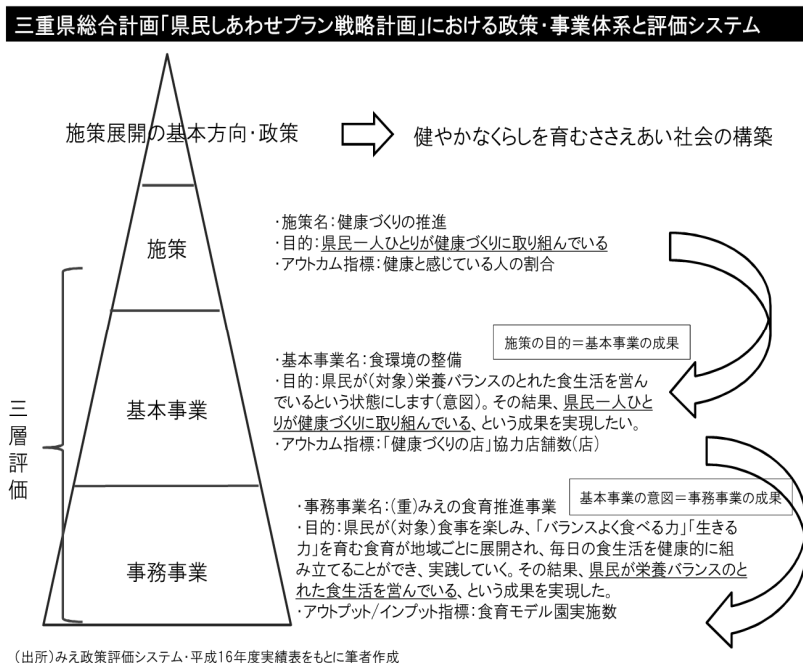 三重県総合計画「県民しあわせプラン戦略計画」における政策・事業体系と評価システム
施策展開の基本方向・政策
健やかなくらしを育むささえあい社会の構築
施策
・施策名：健康づくりの推進
・目的：県民一人ひとりが健康づくりに取り組んでいる
・アウトカム指標：健康と感じている人の割合
施策の目的＝基本事業の成果
三層評価
基本事業
・基本事業名：食環境の整備
・目的：県民が（対象）栄養バランスのとれた食生活を営ん
でいるという状態にします（意図）。その結果、県民一人ひと
りが健康づくりに取り組んでいる、という成果を実現したい。
・アウトカム指標：「健康づくりの店」協力店舗数（店）
基本事業の意図＝事務事業の成果
事務事業
・事務事業名：（重）みえの食育推進事業
・目的：県民が（対象）食事を楽しみ、「バランスよく食べる力」「生きる
力」を育む食育が地域ごとに展開され、毎日の食生活を健康的に組
み立てることができ、実践していく。その結果、県民が栄養バランスのと
れた食生活を営んでいる、という成果を実現した。
・アウトプット/インプット指標：食育モデル園実施数
（出所）みえ政策評価システム・平成16年度実績表をもとに筆者作成